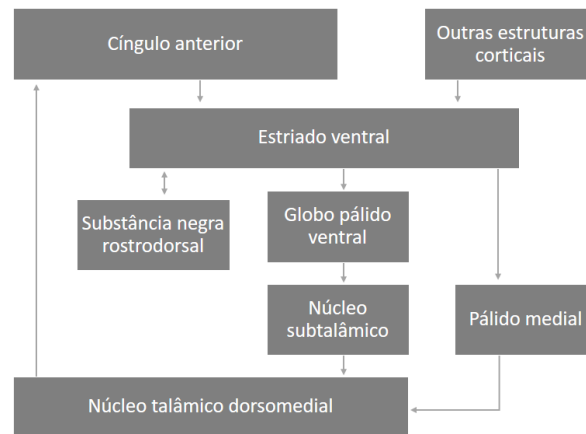 Cíngulo anterior
Outras estruturas
corticais
Estriado ventral
Substância negra
rostrodorsal
Globo pálido
ventral
Núcleo
subtalâmico
Pálido medial
Núcleo talâmico dorsomedial